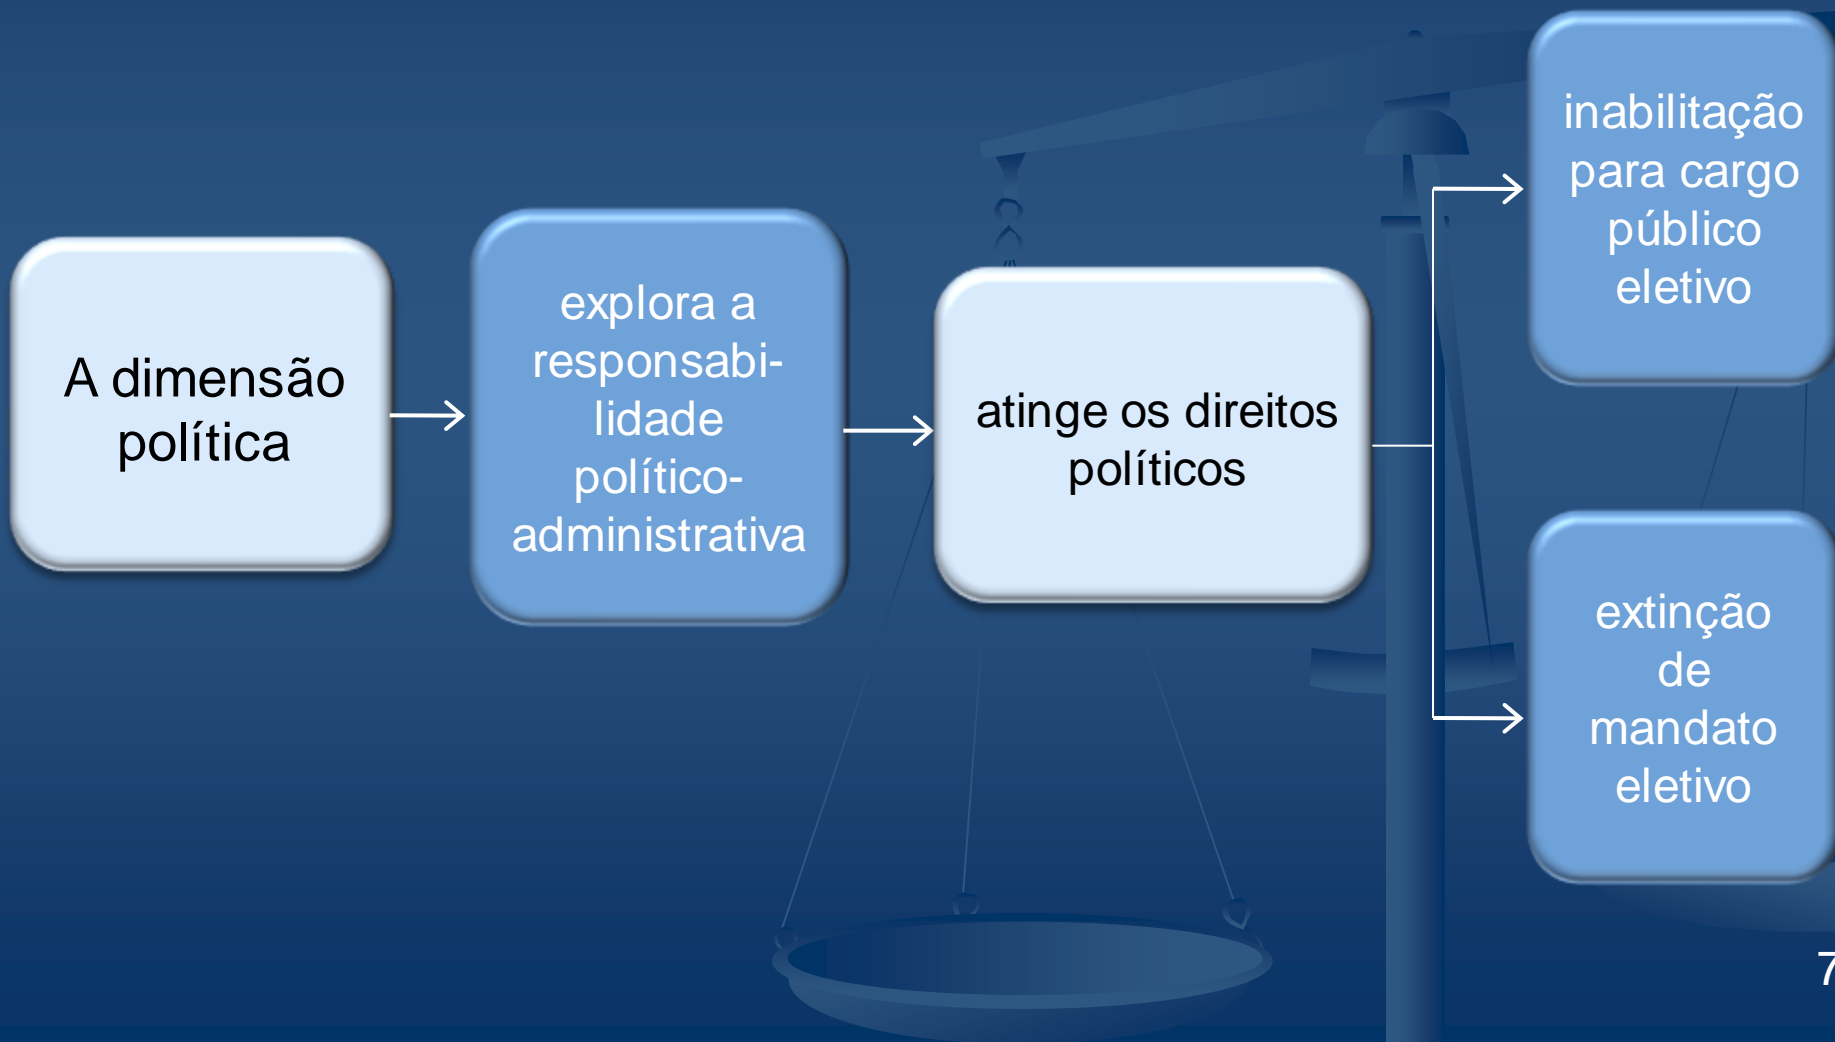 A dimensão
política
explora a
responsabi-
lidade
político-
administrativa
atinge os direitos
políticos
inabilitação
para cargo
público
eletivo
extinção
de
mandato
eletivo
7